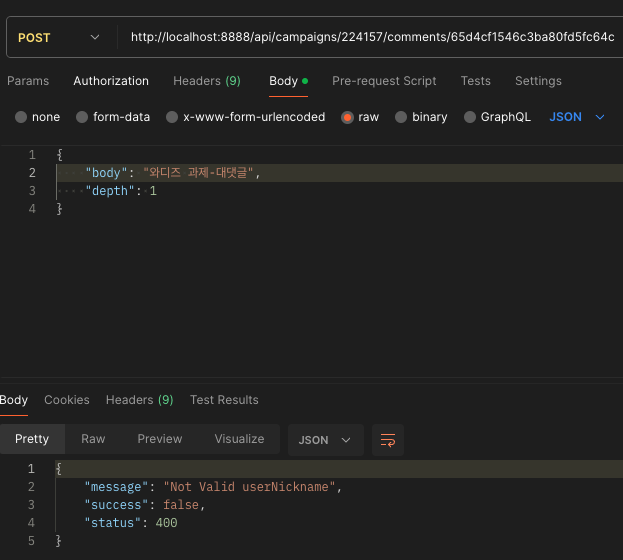 POST http://localhost:8888/api/campaigns/224157/comments/65d4cf1546c3ba80fd5fc64c
Params Authorization Headers (9) Body Pre-request Script Tests Settings
none form-data x-www-form-urlencoded raw binary GraphQL JSON
1 {
2 "body": "와디즈 과제-대댓글",
3 "depth": 1
4 }
Body Cookies Headers (9) Test Results
Pretty Raw Preview Visualize JSON
1 {
2 "message": "Not Valid userNickname",
3 "success": false,
4 "status": 400
5 }